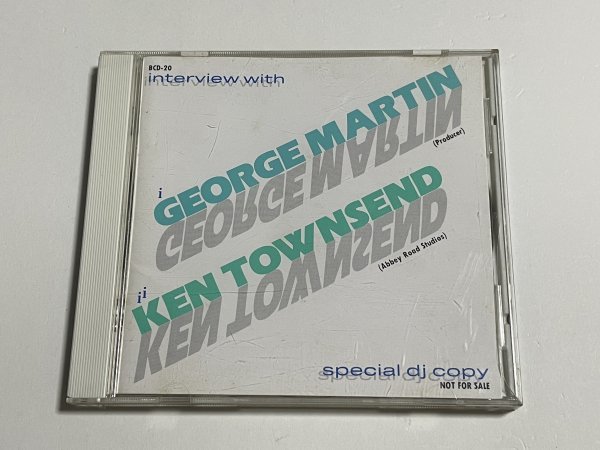 BCD-20
interview with
i
GEORGE MARTIN
(Producer)
ii
KEN TOWNSEND
(Abbey Road Studios)
special dj copy
NOT FOR SALE